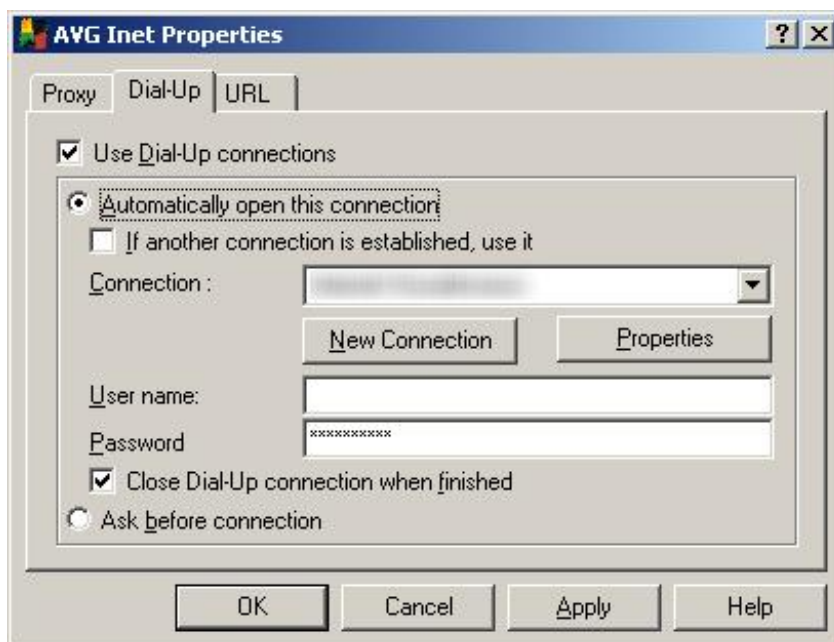 AVG Inet Properties
Proxy Dial-Up URL
Use Dial-Up connections
Automatically open this connection
If another connection is established, use it
Connection :
New Connection Properties
User name:
Password **********
Close Dial-Up connection when finished
Ask before connection
OK Cancel Apply Help